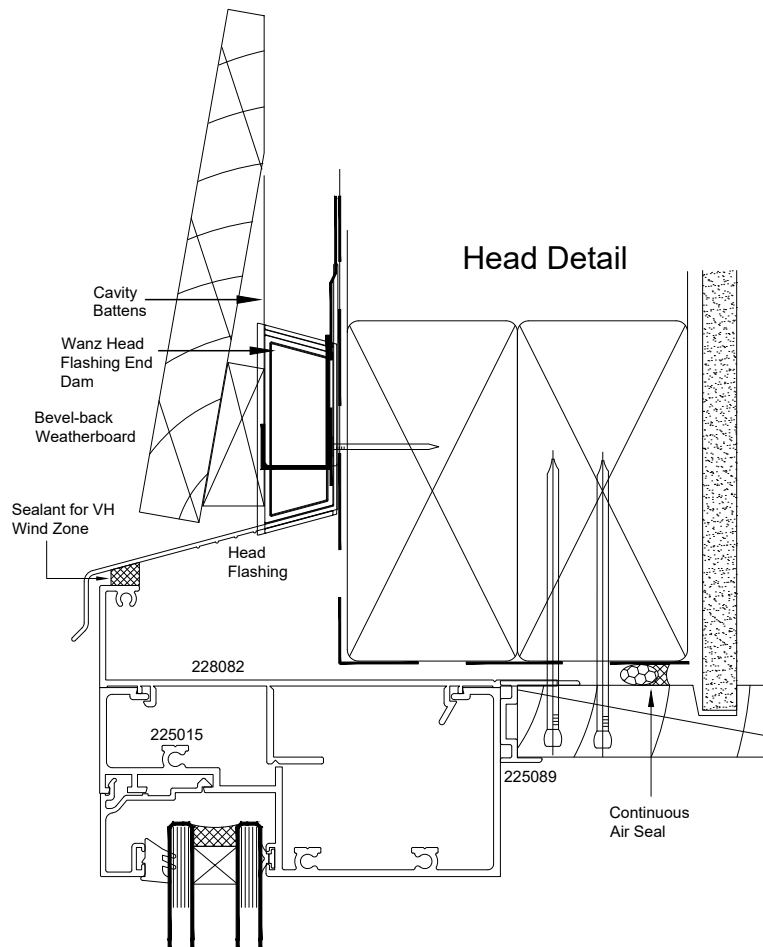 Head Detail
Cavity
Battens
Wanz Head
Flashing End
Dam
Bevel-back
Weatherboard
Sealant for VH
Wind Zone
Head
Flashing
228082
225015
225089
Continuous
Air Seal